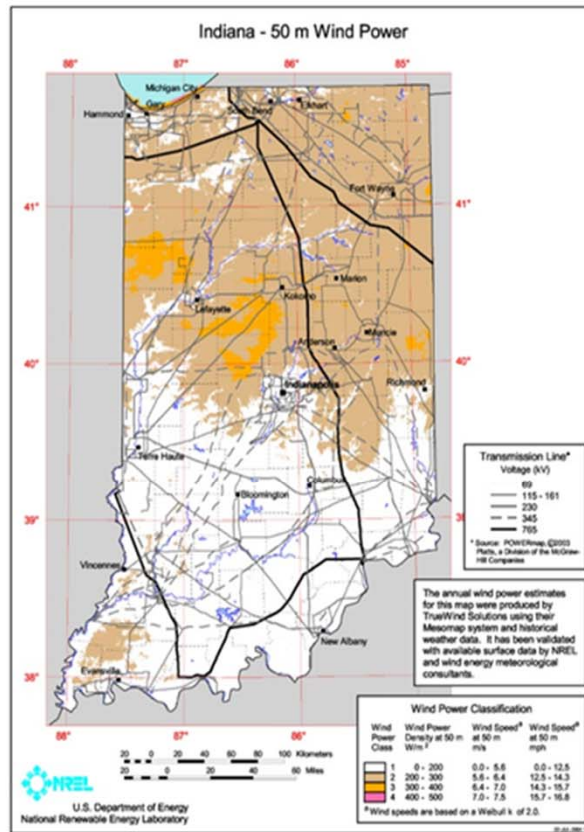 Indiana - 50 m Wind Power
88° 87° 86° 85°
Michigan City
Gary
Hammond
South Bend
Elkhart
Fort Wayne
41° 41°
Marion
Kokomo
Lafayette
Muncie
Anderson
40° 40°
Richmond
Indianapolis
Terre Haute
Columbus
Bloomington
39° 39°
Vincennes
New Albany
38° 38°
Evansville
88° 87° 86°
Transmission Line*
Voltage (kV)
69
115 - 161
230
345
765
* Source: POWERmap, ©2003
Platts, a Division of the McGraw-
Hill Companies
The annual wind power estimates
for this map were produced by
TrueWind Solutions using their
Mesomap system and historical
weather data. It has been validated
with available surface data by NREL
and wind energy meteorological
consultants.
Wind Power Classification
Wind Power Class
Wind Power Density at 50 m W/m²
Wind Speedª at 50 m m/s
Wind Speedª at 50 m mph
1 0 - 200 0.0 - 5.6 0.0 - 12.5
2 200 - 300 5.6 - 6.4 12.5 - 14.3
3 300 - 400 6.4 - 7.0 14.3 - 15.7
4 400 - 500 7.0 - 7.5 15.7 - 16.8
ª Wind speeds are based on a Weibull k of 2.0.
20 0 20 40 60 80 100 Kilometers
20 0 20 40 60 Miles
NREL
U.S. Department of Energy
National Renewable Energy Laboratory